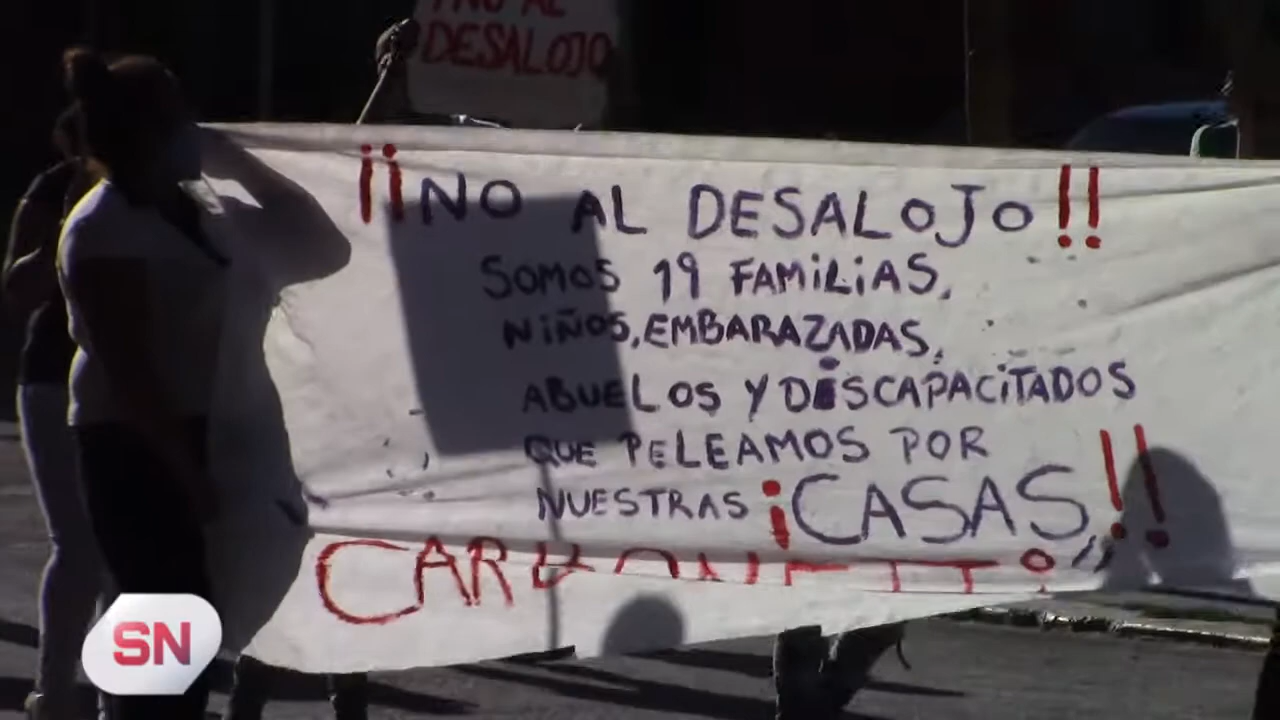 ¡NO AL
DESALOJO
¡¡NO AL DESALOJO!!
SOMOS 19 FAMILIAS,
NIÑOS, EMBARAZADAS,
ABUELOS Y DISCAPACITADOS
QUE PELEAMOS POR
NUESTRAS ¡CASAS,,!!
SN